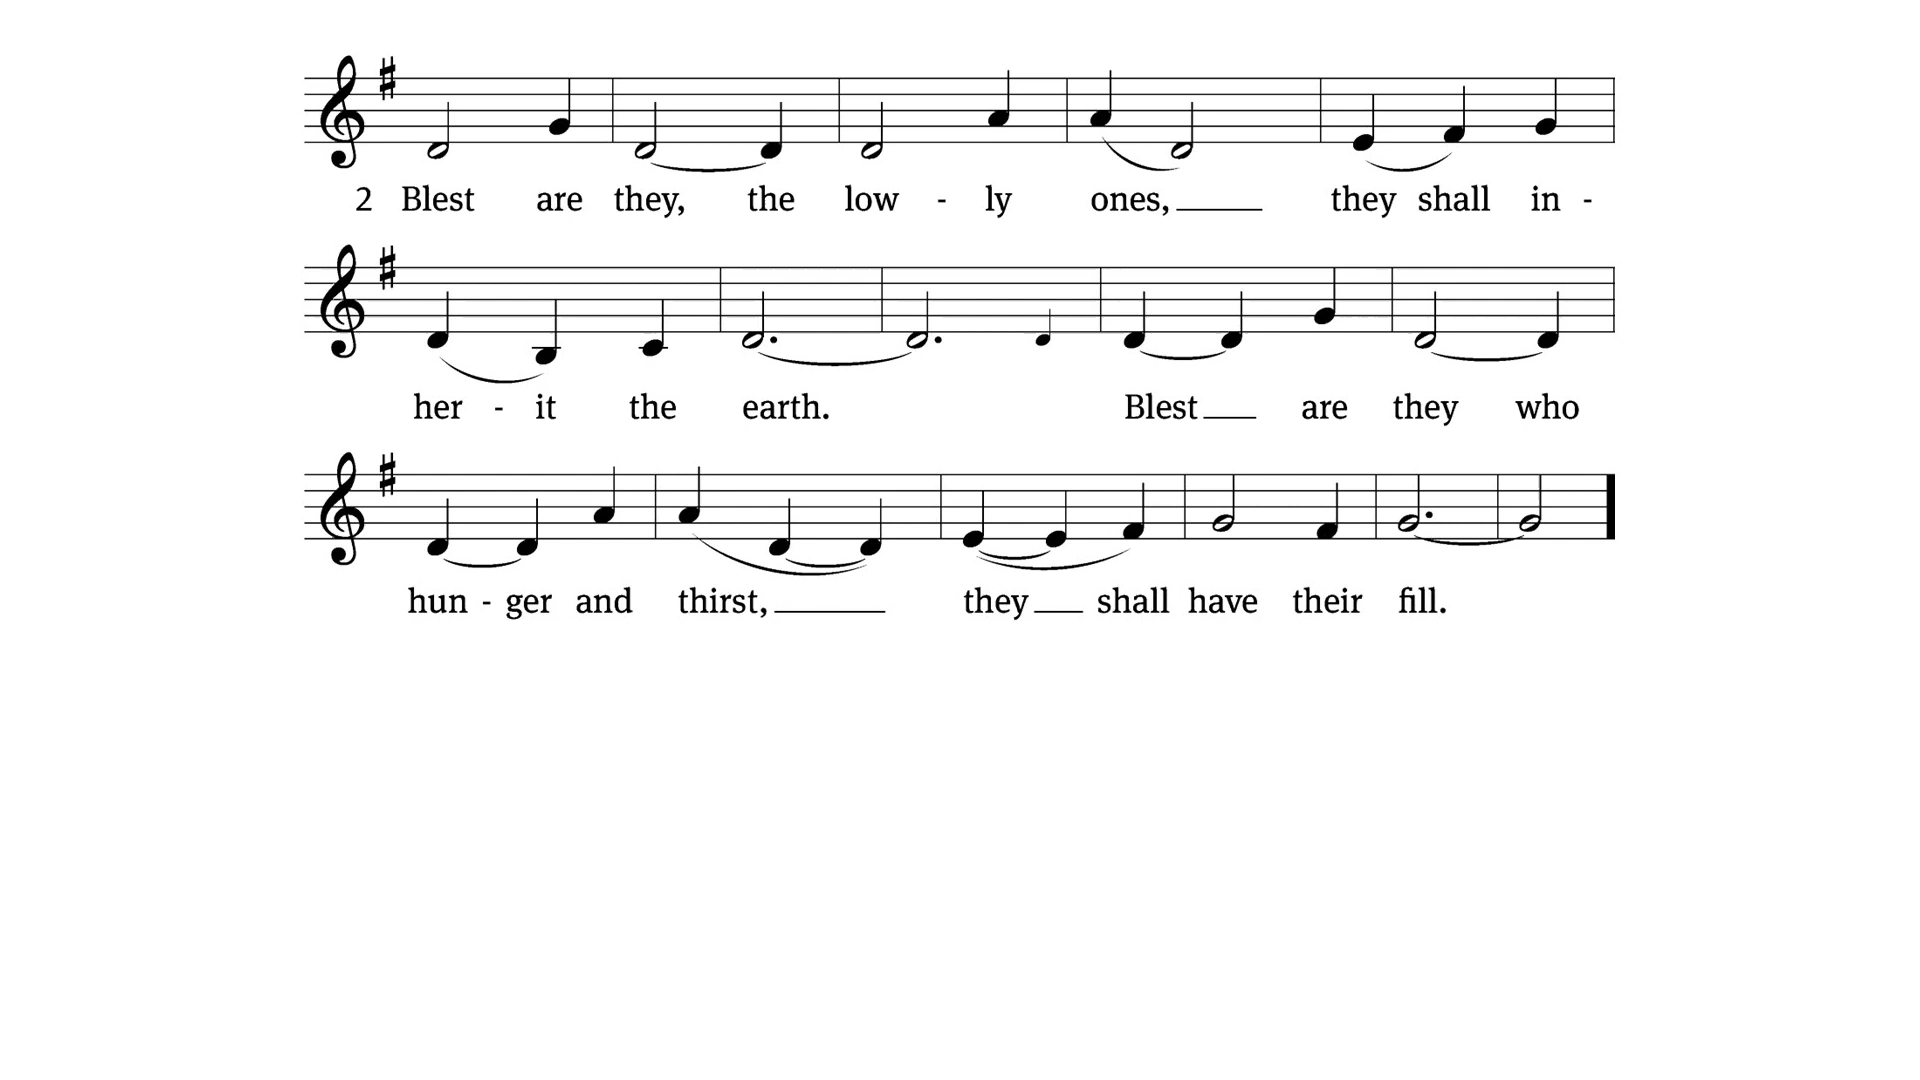 2 Blest are they, the low - ly ones, they shall in -
her - it the earth. Blest are they who
hun - ger and thirst, they shall have their fill.